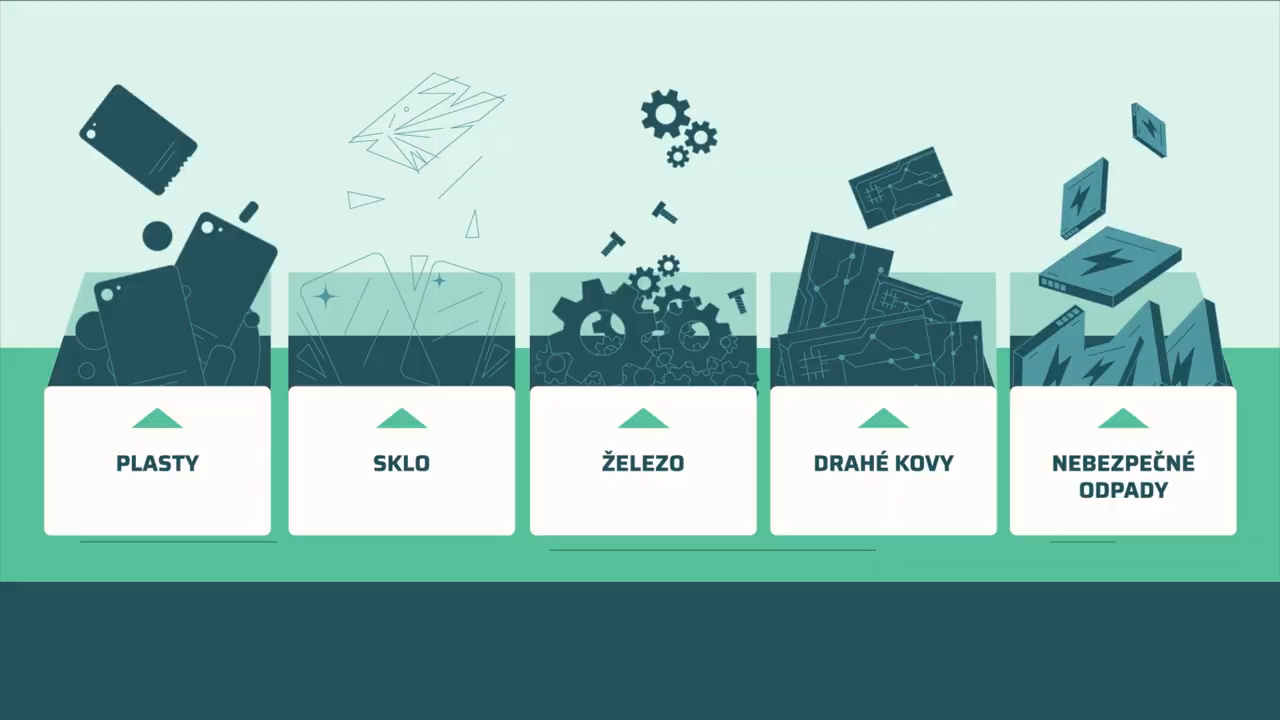 PLASTY
SKLO
ŽELEZO
DRAHÉ KOVY
NEBEZPEČNÉ
ODPADY